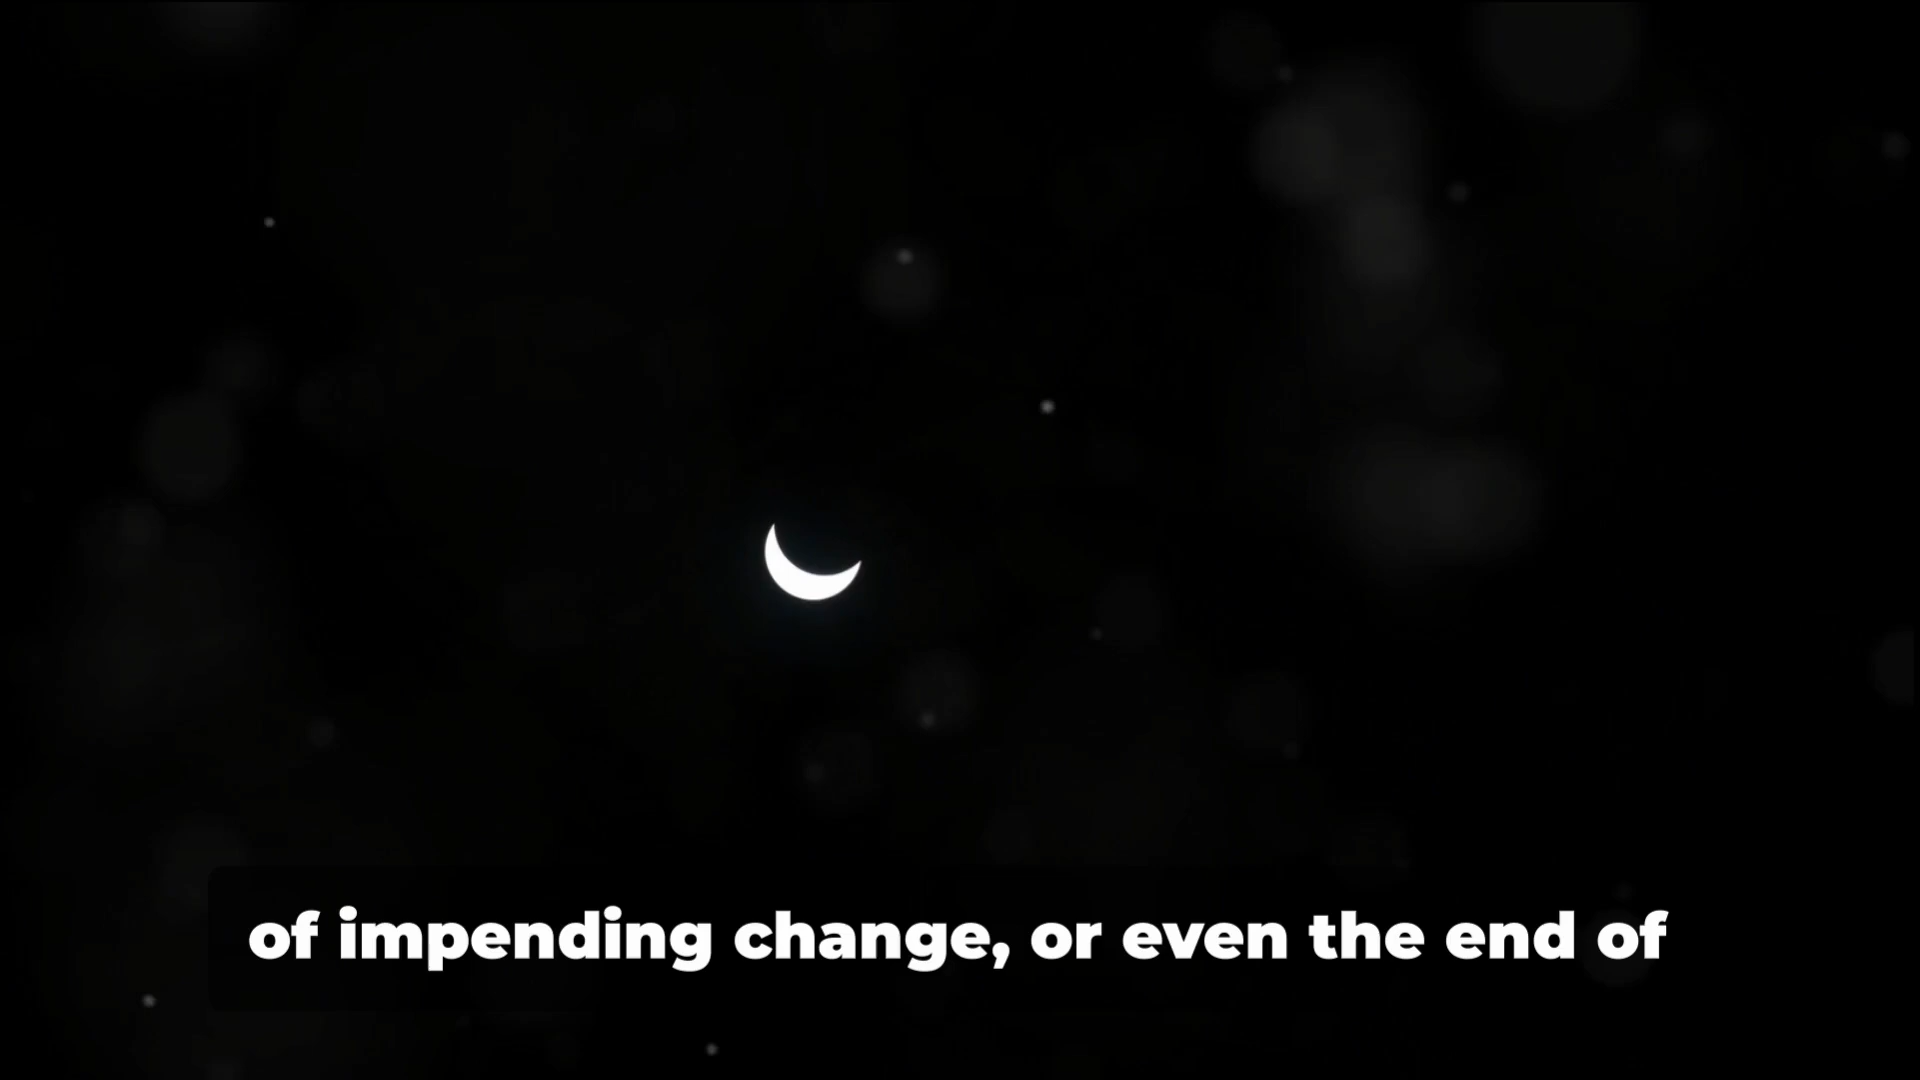 of impending change, or even the end of